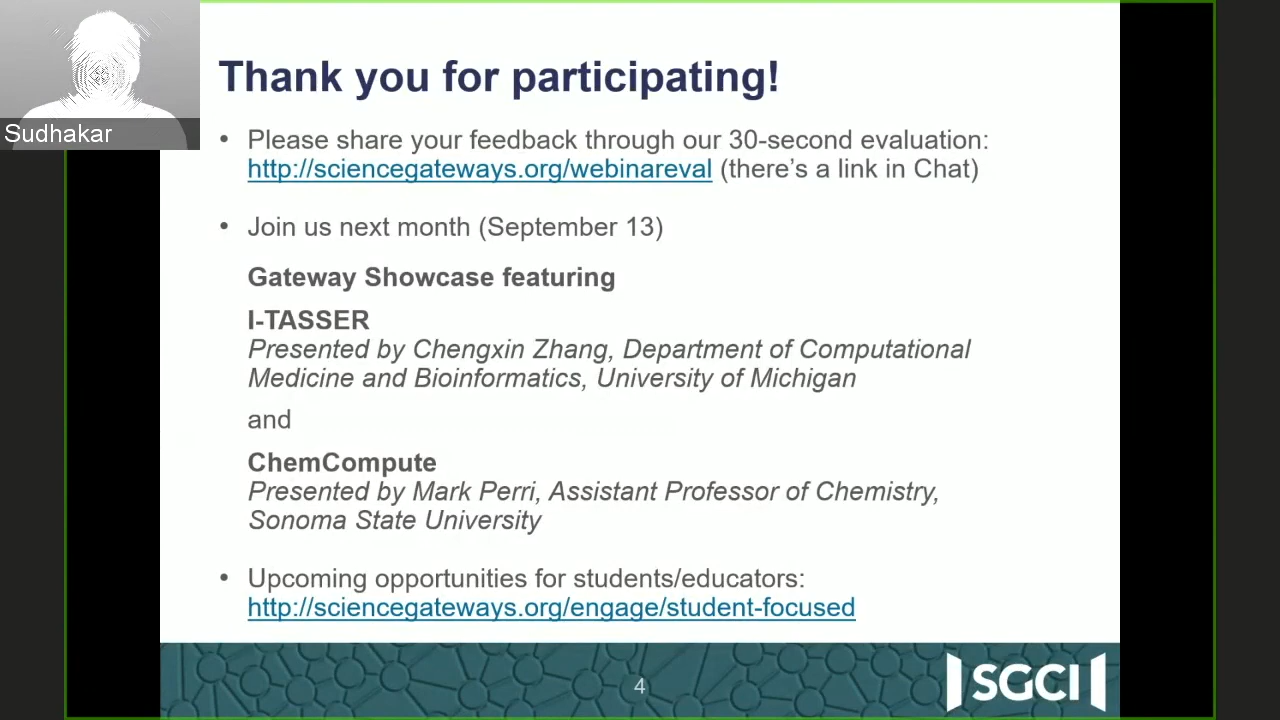 Sudhakar
Thank you for participating!
• Please share your feedback through our 30-second evaluation:
http://sciencegateways.org/webinareval (there’s a link in Chat)
• Join us next month (September 13)
Gateway Showcase featuring
I-TASSER
Presented by Chengxin Zhang, Department of Computational
Medicine and Bioinformatics, University of Michigan
and
ChemCompute
Presented by Mark Perri, Assistant Professor of Chemistry,
Sonoma State University
• Upcoming opportunities for students/educators:
http://sciencegateways.org/engage/student-focused
4
SGCI